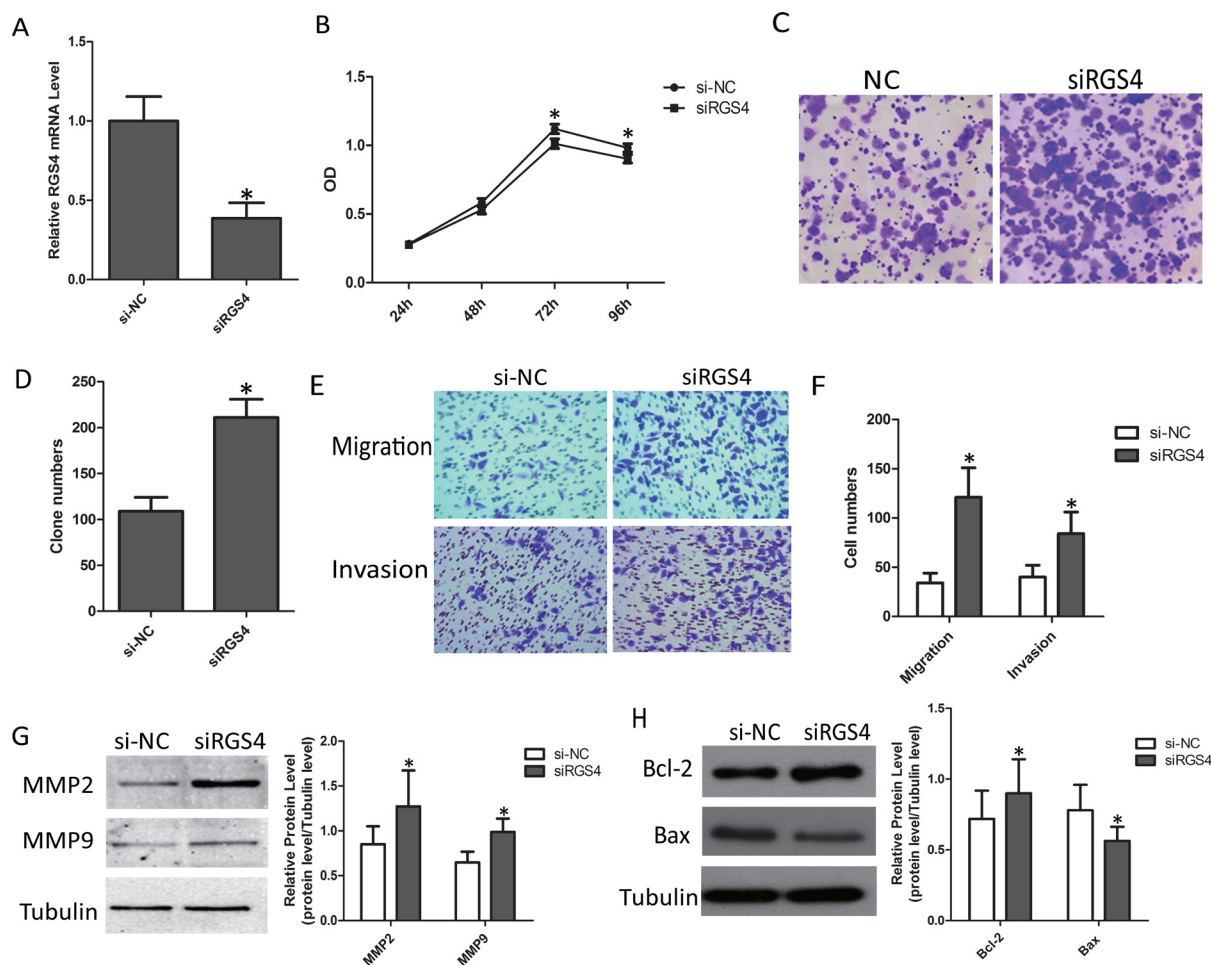 A
Relative RGS4 mRNA Level
1.5
1.0
0.5
0.0
*
si-NC
siRGS4
B
OD
1.5
1.0
0.5
0.0
*
*
24h
48h
72h
96h
si-NC
siRGS4
C
NC
siRGS4
D
Clone numbers
250
200
150
100
50
0
*
si-NC
siRGS4
E
si-NC
siRGS4
Migration
Invasion
F
Cell numbers
200
150
100
50
0
*
*
Migration
Invasion
si-NC
siRGS4
G
si-NC
siRGS4
MMP2
MMP9
Tubulin
Relative Protein Level
(protein level/Tubulin level)
2.0
1.5
1.0
0.5
0.0
*
*
MMP2
MMP9
si-NC
siRGS4
H
si-NC
siRGS4
Bcl-2
Bax
Tubulin
Relative Protein Level
(protein level/Tubulin level)
1.5
1.0
0.5
0.0
*
*
Bcl-2
Bax
si-NC
siRGS4